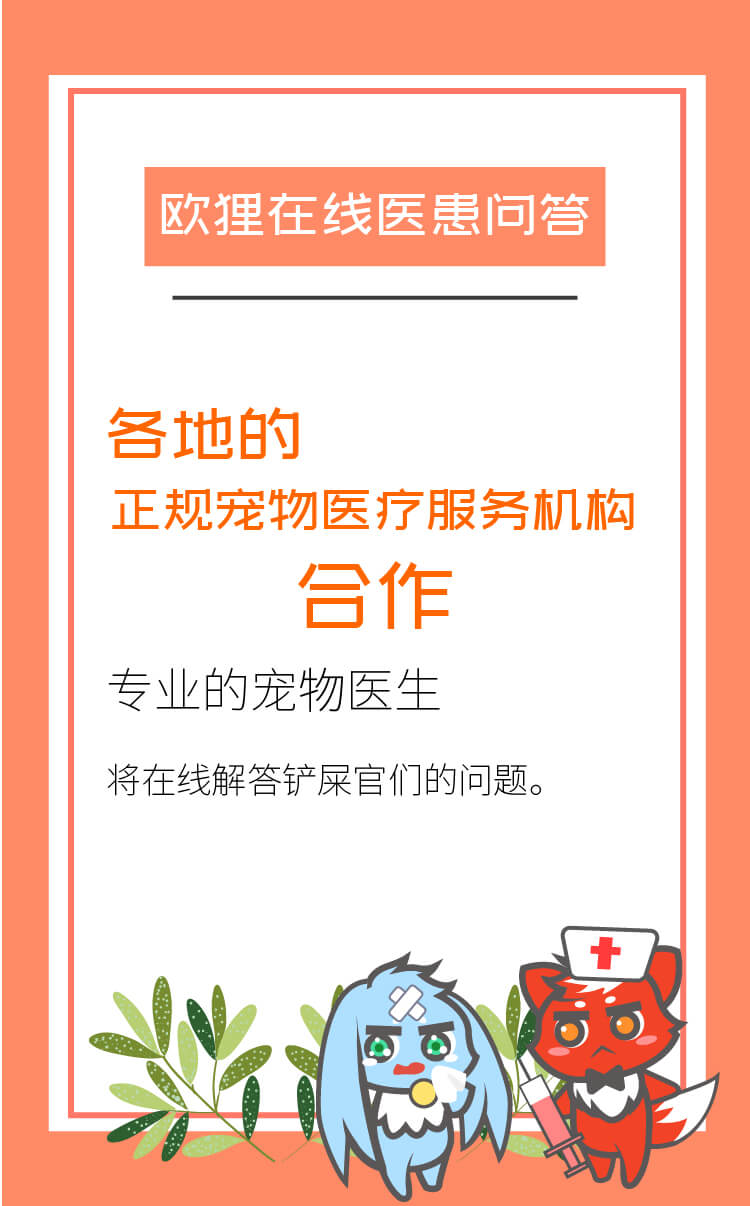 欧狸在线医患问答
各地的
正规宠物医疗服务机构
合作
专业的宠物医生
将在线解答铲屎官们的问题。